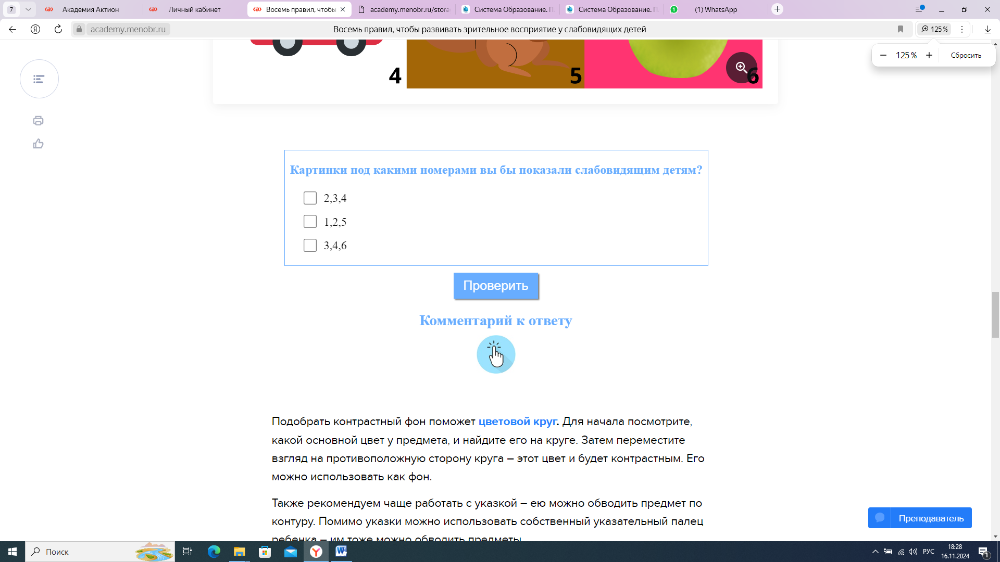 7
Академия Актион
Личный кабинет
Восемь правил, чтобы
academy.menobr.ru/stora
Система Образование. П
Система Образование. П
1
(1) WhatsApp
Я
academy.menobr.ru
Восемь правил, чтобы развивать зрительное восприятие у слабовидящих детей
125 %
125 %
Сбросить
4
5
6
Картинки под какими номерами вы бы показали слабовидящим детям?
2,3,4
1,2,5
3,4,6
Проверить
Комментарий к ответу
Подобрать контрастный фон поможет цветовой круг. Для начала посмотрите,
какой основной цвет у предмета, и найдите его на круге. Затем переместите
взгляд на противоположную сторону круга – этот цвет и будет контрастным. Его
можно использовать как фон.
Также рекомендуем чаще работать с указкой – ею можно обводить предмет по
контуру. Помимо указки можно использовать собственный указательный палец
ребенка – им тоже можно обводить предметы.
Преподаватель
Поиск
РУС
18:28
16.11.2024
1